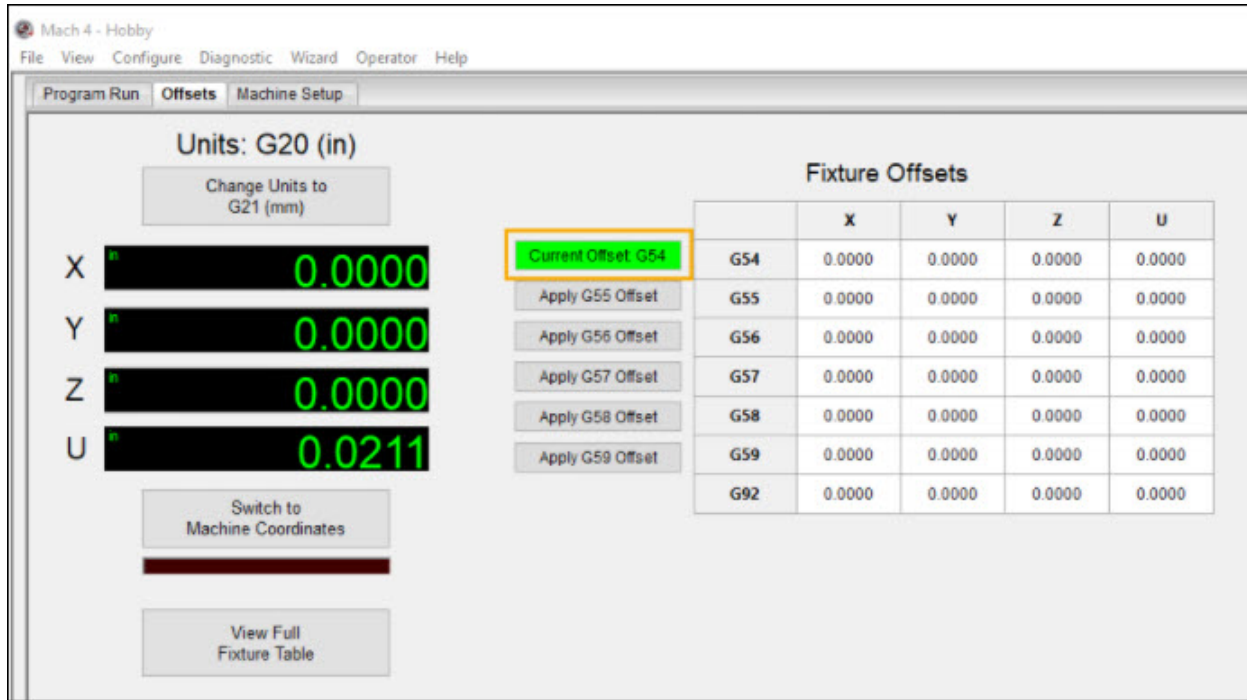 Mach 4 - Hobby
File View Configure Diagnostic Wizard Operator Help
Program Run Offsets Machine Setup
Units: G20 (in)
Change Units to
G21 (mm)
X in 0.0000
Y in 0.0000
Z in 0.0000
U in 0.0211
Switch to
Machine Coordinates
View Full
Fixture Table
Current Offset: G54
Apply G55 Offset
Apply G56 Offset
Apply G57 Offset
Apply G58 Offset
Apply G59 Offset
Fixture Offsets
X Y Z U
G54 0.0000 0.0000 0.0000 0.0000
G55 0.0000 0.0000 0.0000 0.0000
G56 0.0000 0.0000 0.0000 0.0000
G57 0.0000 0.0000 0.0000 0.0000
G58 0.0000 0.0000 0.0000 0.0000
G59 0.0000 0.0000 0.0000 0.0000
G92 0.0000 0.0000 0.0000 0.0000